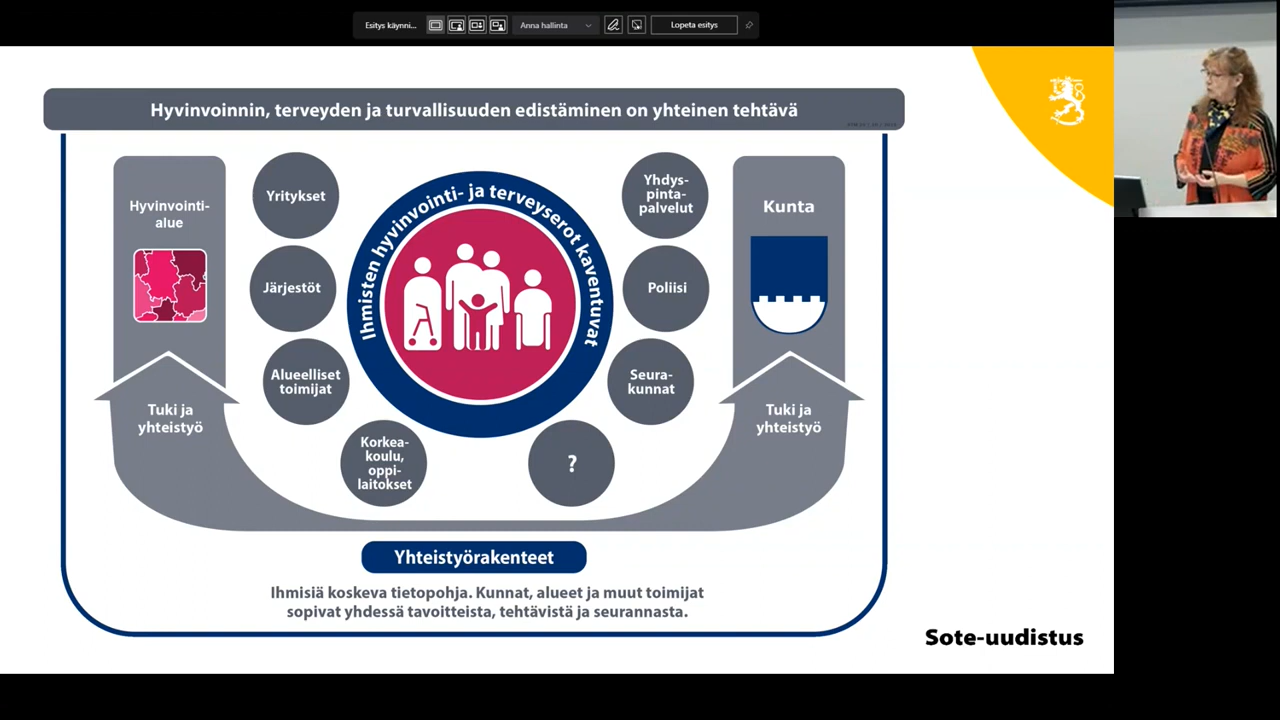 Esitys käynni...
Anna hallinta
Lopeta esitys
Hyvinvoinnin, terveyden ja turvallisuuden edistäminen on yhteinen tehtävä
Hyvinvointi-
alue
Tuki ja
yhteistyö
Yritykset
Järjestöt
Alueelliset
toimijat
Korkea-
koulu,
oppi-
laitokset
Ihmisten hyvinvointi- ja terveyserot kaventuvat
Yhdys-
pinta-
palvelut
Poliisi
Seura-
kunnat
?
Kunta
Tuki ja
yhteistyö
Yhteistyörakenteet
Ihmisiä koskeva tietopohja. Kunnat, alueet ja muut toimijat
sopivat yhdessä tavoitteista, tehtävistä ja seurannasta.
Sote-uudistus